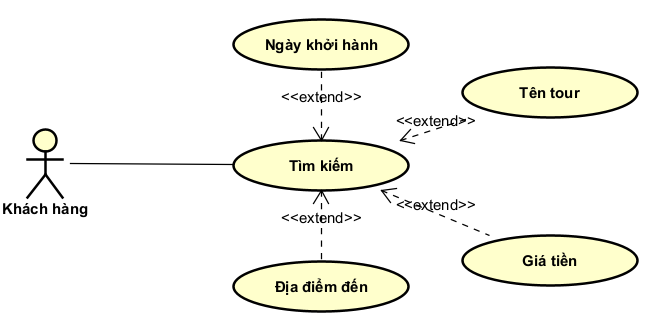 Ngày khởi hành
<<extend>>
Tên tour
<<extend>>
Tìm kiếm
Khách hàng
<<extend>>
<<extend>>
Giá tiền
Địa điểm đến